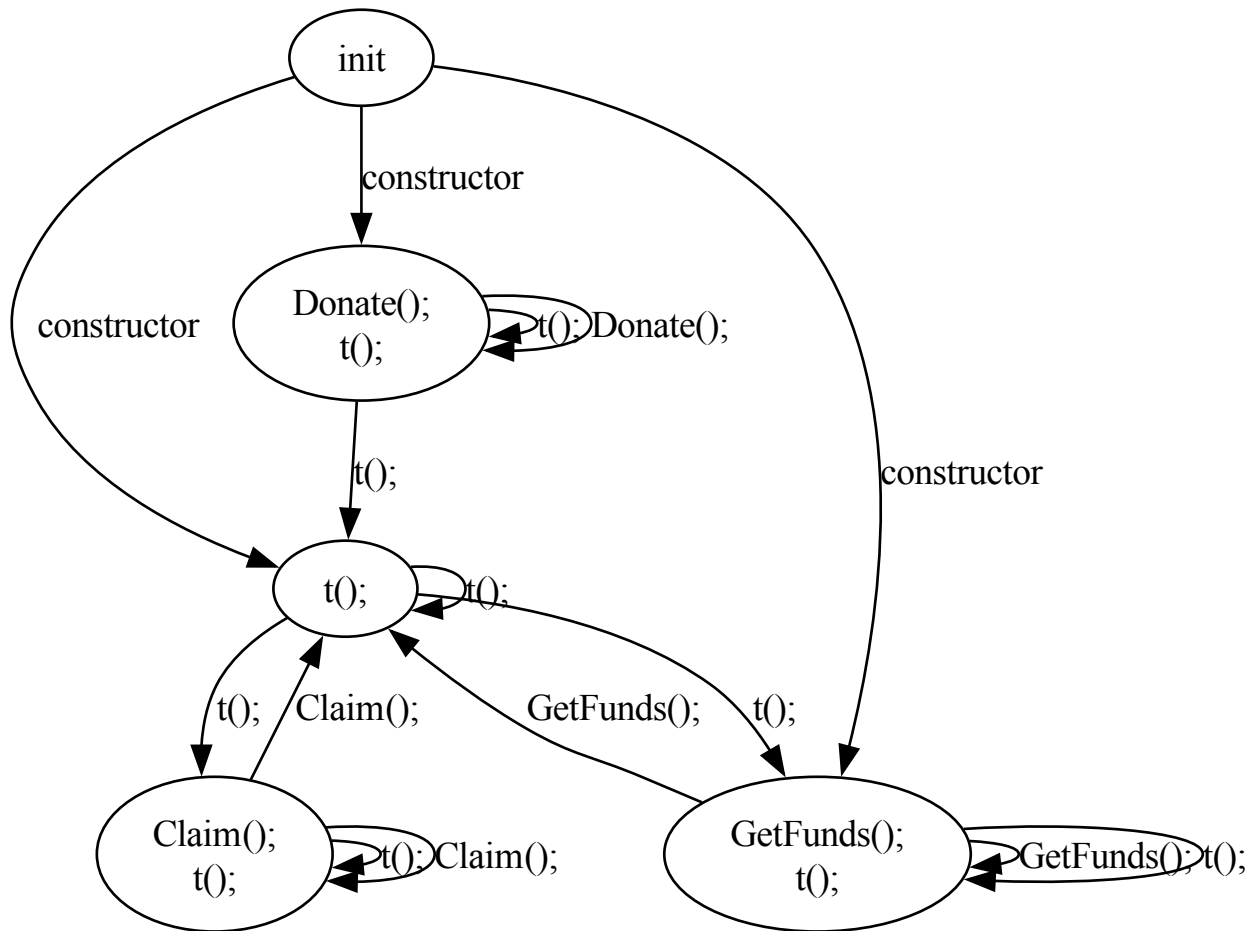 init
constructor
constructor
Donate();
t();
t();
Donate();
constructor
t();
t();
t();
t();
Claim();
GetFunds();
t();
Claim();
t();
t();
Claim();
GetFunds();
t();
GetFunds();
t();